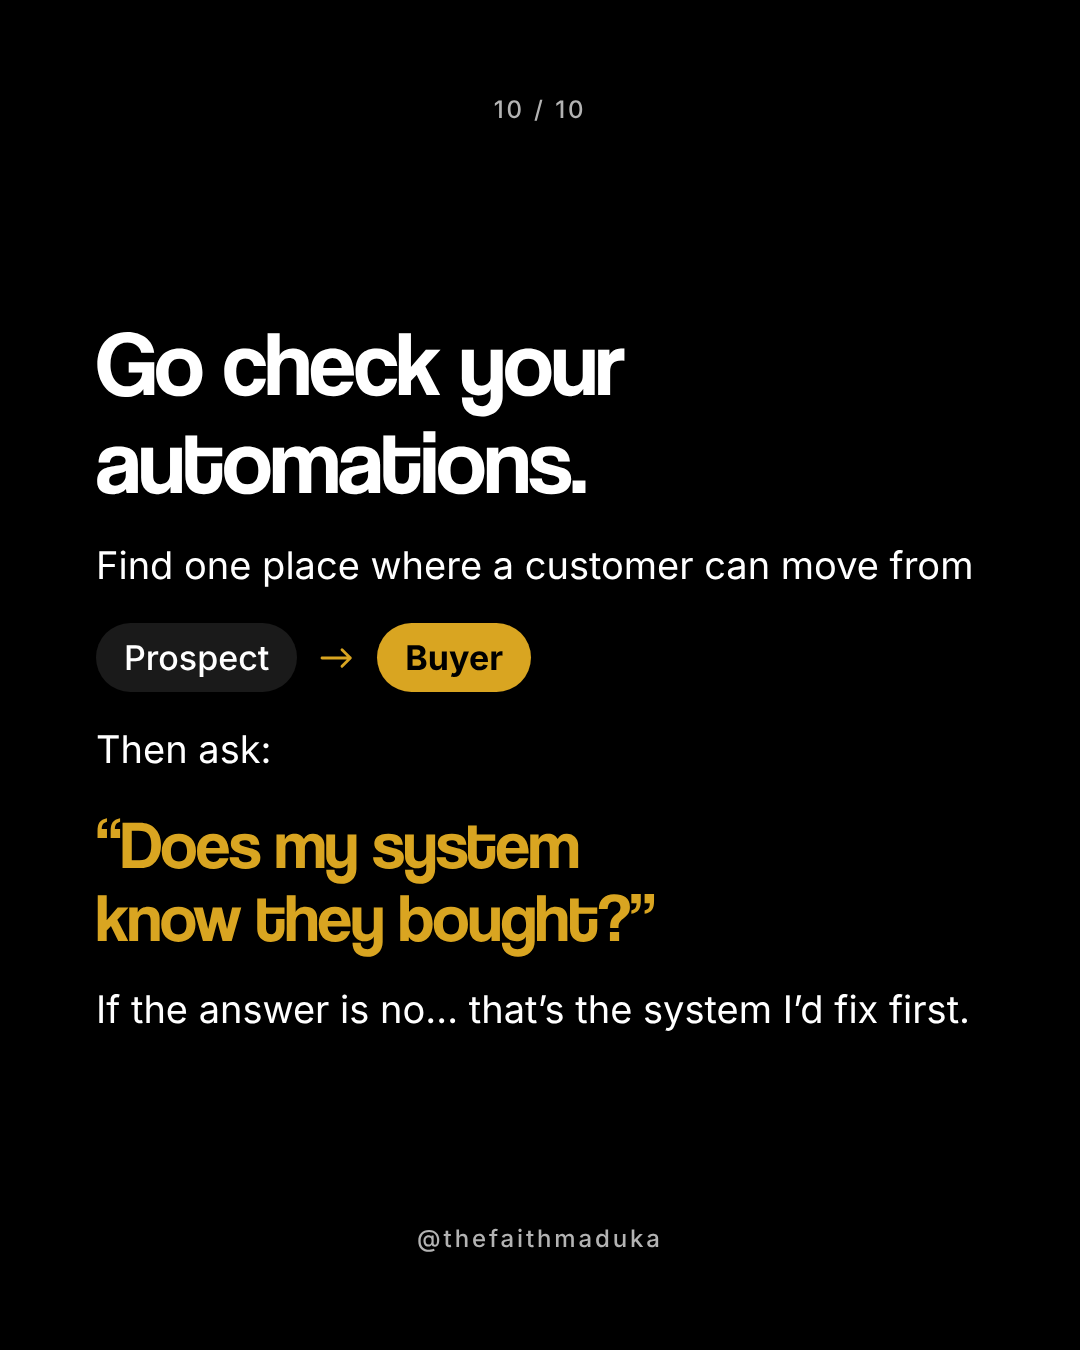 10 / 10
Go check your
automations.
Find one place where a customer can move from
Prospect → Buyer
Then ask:
“Does my system
know they bought?”
If the answer is no… that’s the system I’d fix first.
@thefaithmaduka